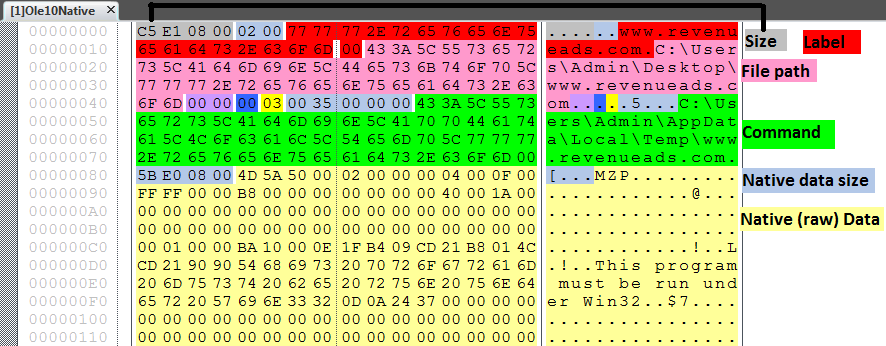 [1]Ole10Native ×
00000000 C5 E1 08 00 02 00 77 77 77 2E 72 65 76 65 6E 75 ......www.revenu Size Label
00000010 65 61 64 73 2E 63 6F 6D 00 43 3A 5C 55 73 65 72 eads.com.C:\User
00000020 73 5C 41 64 6D 69 6E 5C 44 65 73 6B 74 6F 70 5C s\Admin\Desktop\ File path
00000030 77 77 77 2E 72 65 76 65 6E 75 65 61 64 73 2E 63 www.revenueads.c
00000040 6F 6D 00 00 00 03 00 35 00 00 00 43 3A 5C 55 73 om.....5...C:\Us
00000050 65 72 73 5C 41 64 6D 69 6E 5C 41 70 70 44 61 74 ers\Admin\AppDat
00000060 61 5C 4C 6F 63 61 6C 5C 54 65 6D 70 5C 77 77 77 a\Local\Temp\www Command
00000070 2E 72 65 76 65 6E 75 65 61 64 73 2E 63 6F 6D 00 .revenueads.com.
00000080 5B E0 08 00 4D 5A 50 00 02 00 00 00 04 00 0F 00 [...MZP......... Native data size
00000090 FF FF 00 00 B8 00 00 00 00 00 00 00 40 00 1A 00 ............@...
000000A0 00 00 00 00 00 00 00 00 00 00 00 00 00 00 00 00 ................ Native (raw) Data
000000B0 00 00 00 00 00 00 00 00 00 00 00 00 00 00 00 00 ................
000000C0 00 01 00 00 BA 10 00 0E 1F B4 09 CD 21 B8 01 4C ............!..L
000000D0 CD 21 90 90 54 68 69 73 20 70 72 6F 67 72 61 6D .!..This program
000000E0 20 6D 75 73 74 20 62 65 20 72 75 6E 20 75 6E 64 must be run und
000000F0 65 72 20 57 69 6E 33 32 0D 0A 24 37 00 00 00 00 er Win32..$7....
00000100 00 00 00 00 00 00 00 00 00 00 00 00 00 00 00 00 ................
00000110 00 00 00 00 00 00 00 00 00 00 00 00 00 00 00 00 ................